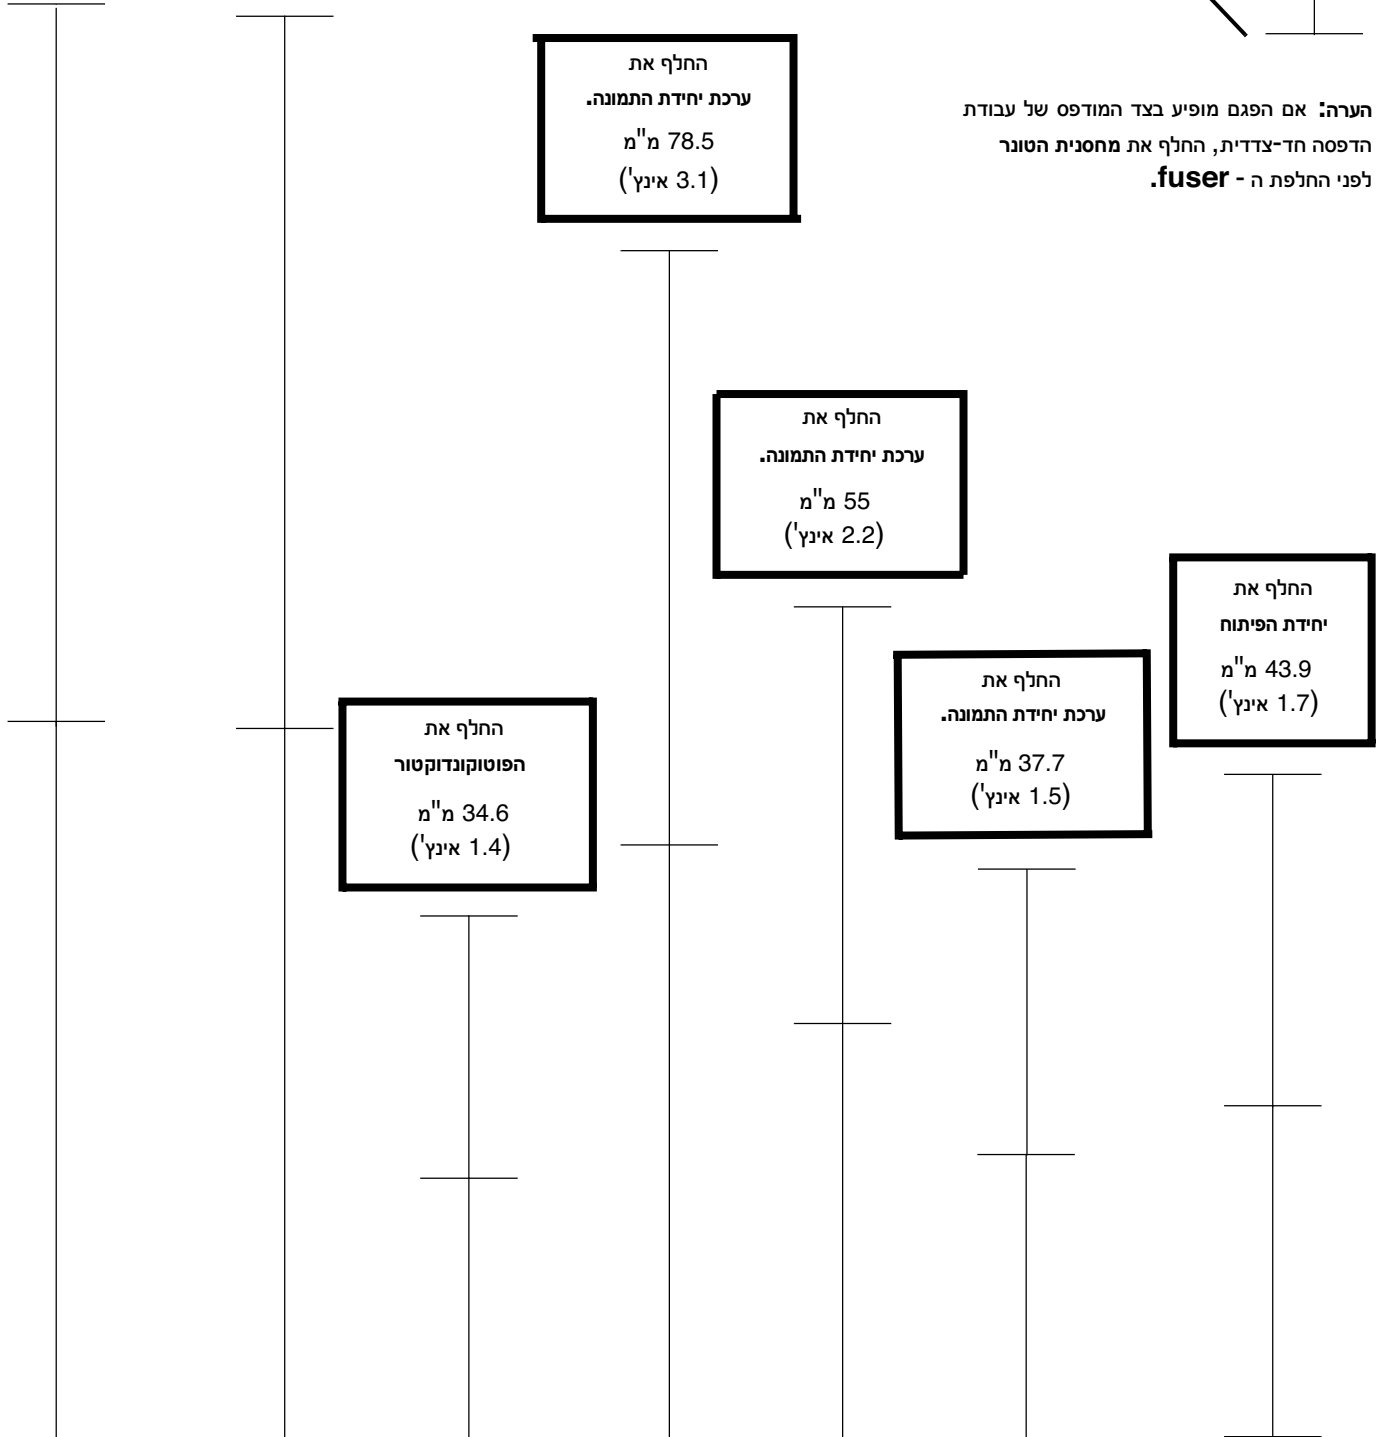 החלף את
ערכת יחידת התמונה.
78.5 מ"מ
(3.1 אינץ')
הערה: אם הפגם מופיע בצד המודפס של עבודת
הדפסה חד-צדדית, החלף את מחסנית הטונר
לפני החלפת ה - fuser.
החלף את
ערכת יחידת התמונה.
55 מ"מ
(2.2 אינץ')
החלף את
יחידת הפיתוח
43.9 מ"מ
(1.7 אינץ')
החלף את
ערכת יחידת התמונה.
37.7 מ"מ
(1.5 אינץ')
החלף את
הפוטוקונדוקטור
34.6 מ"מ
(1.4 אינץ')